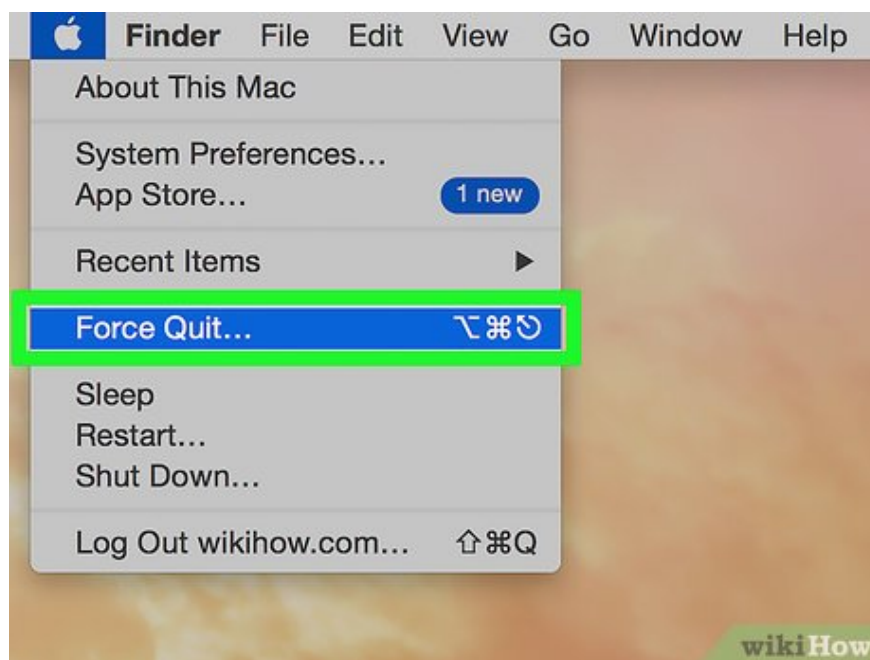 Finder File Edit View Go Window Help
About This Mac
System Preferences...
App Store... 1 new
Recent Items ▶
Force Quit... ⌥⌘⎋
Sleep
Restart...
Shut Down...
Log Out wikihow.com... ⇧⌘Q
wikiHow